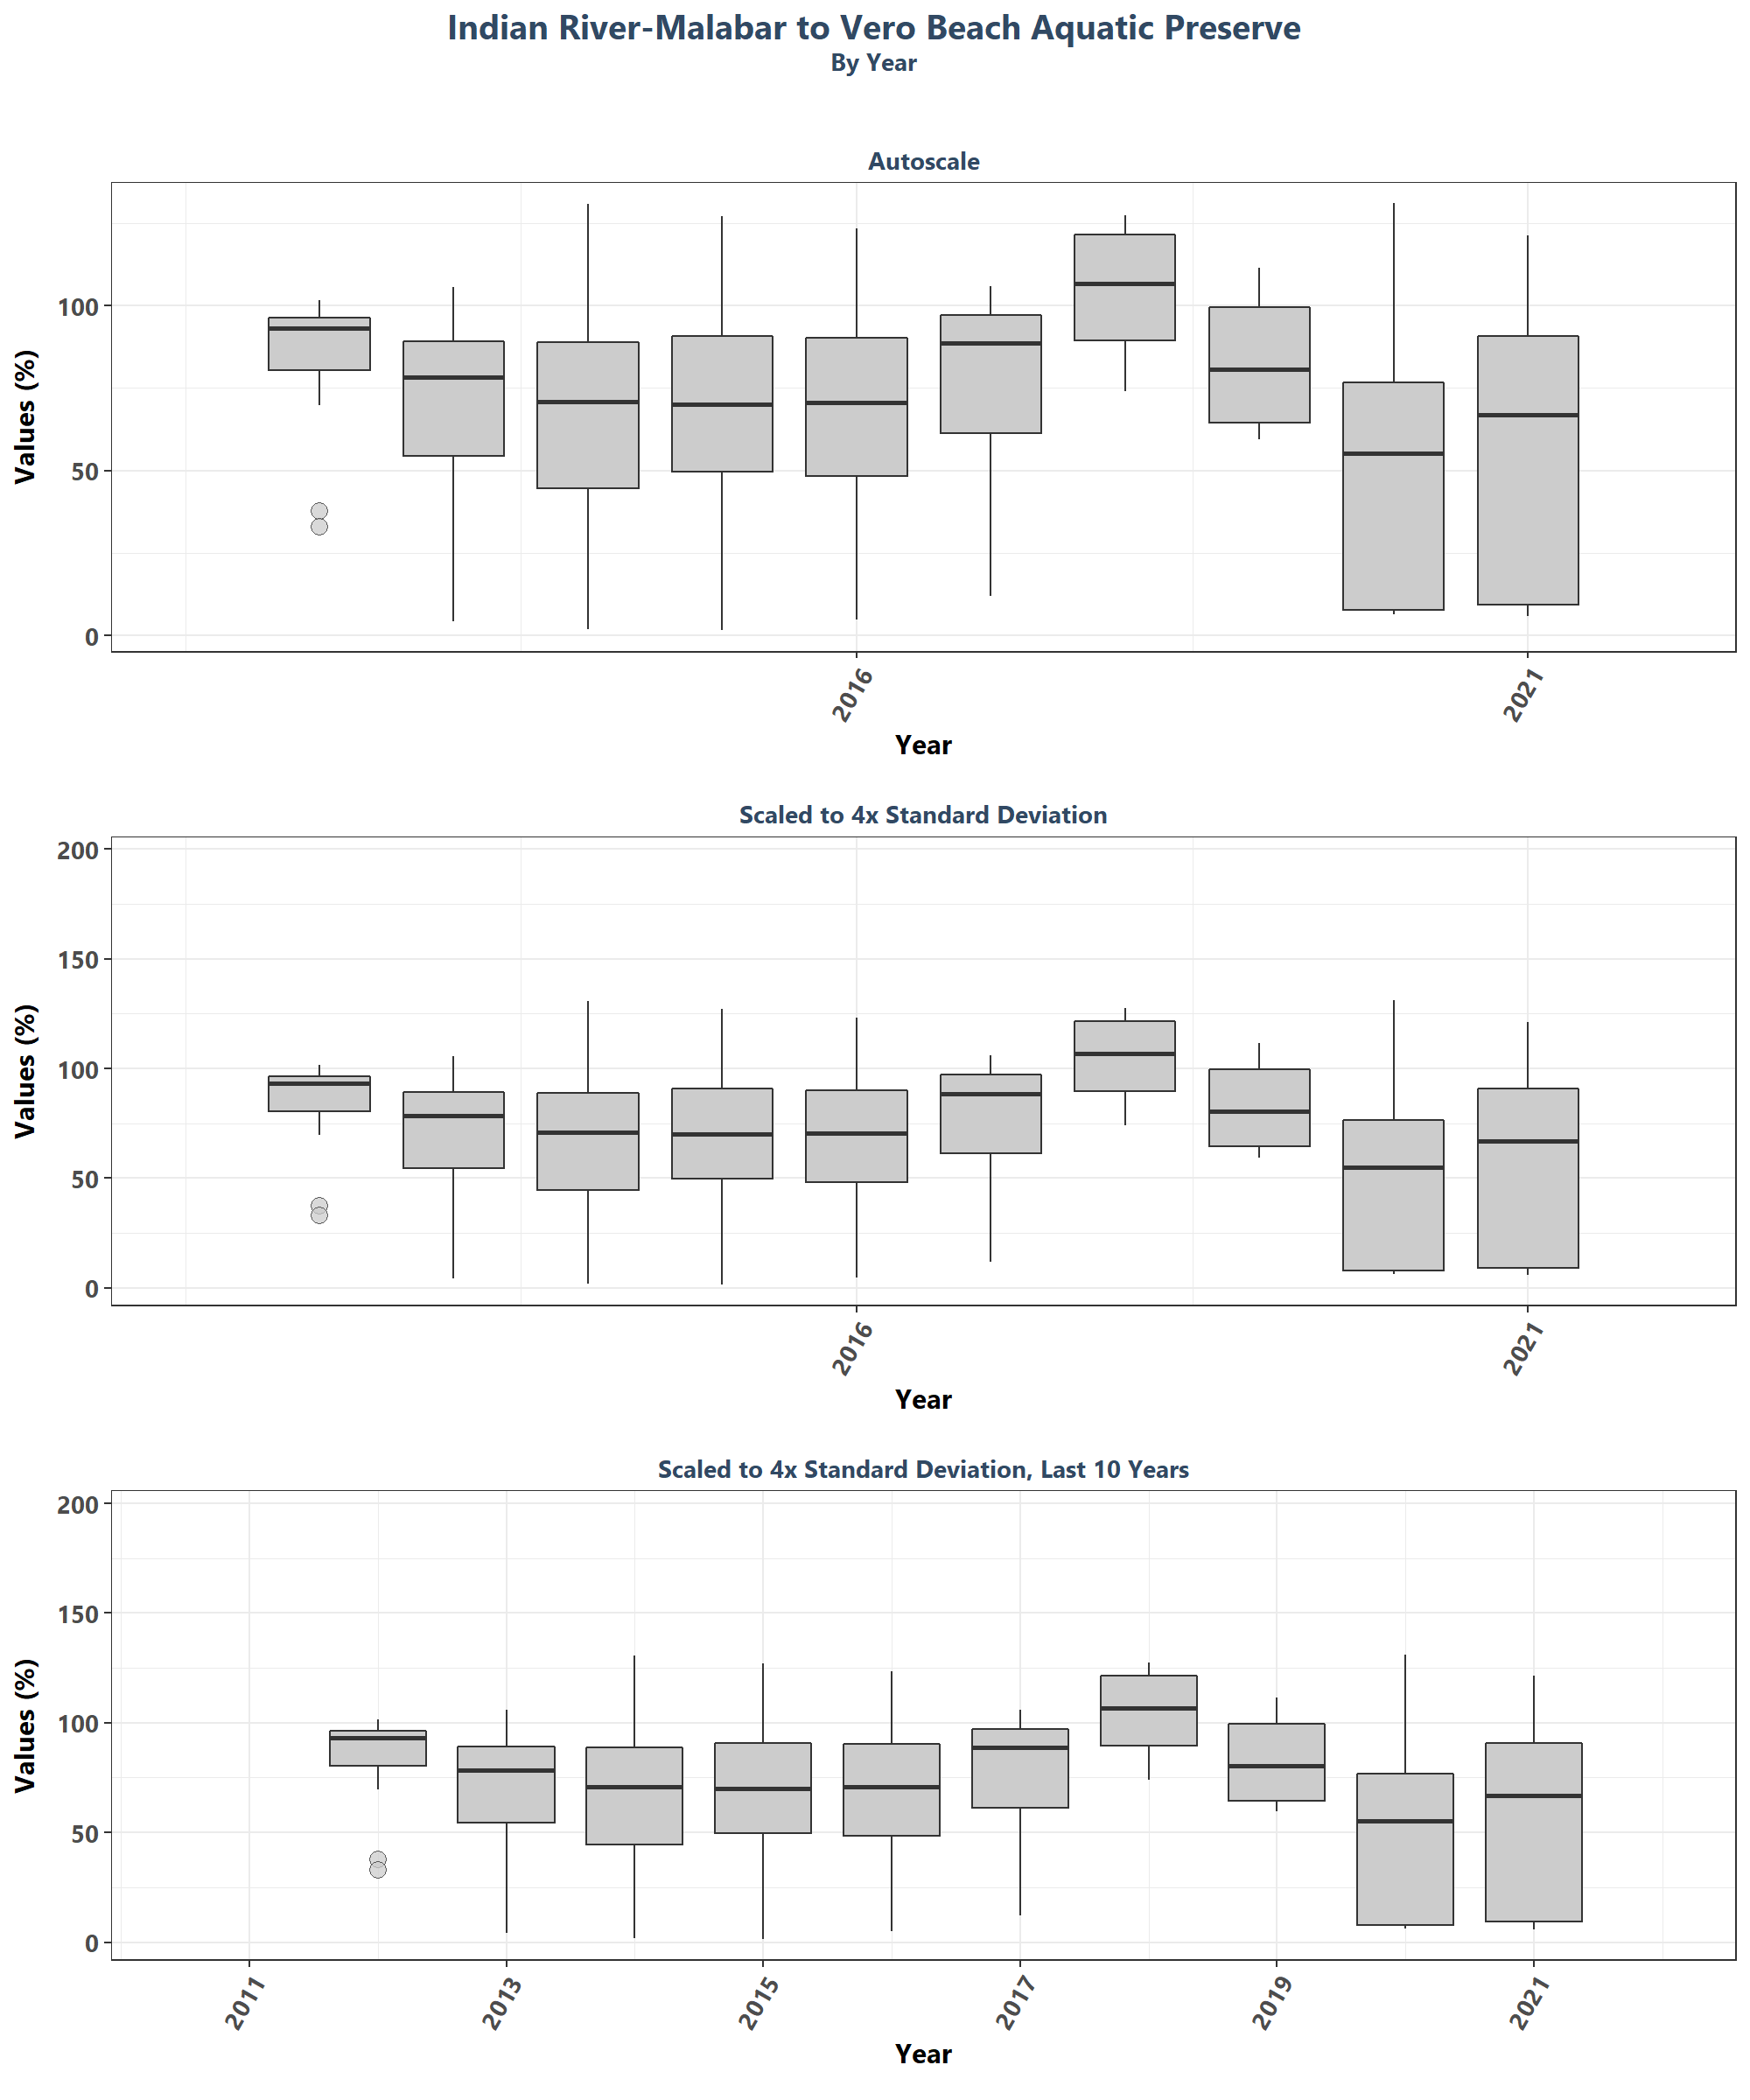 Indian River-Malabar to Vero Beach Aquatic Preserve
By Year
Autoscale
Values (%)
100
50
0
2016
2021
Year
Scaled to 4x Standard Deviation
Values (%)
200
150
100
50
0
2016
2021
Year
Scaled to 4x Standard Deviation, Last 10 Years
Values (%)
200
150
100
50
0
2011
2013
2015
2017
2019
2021
Year